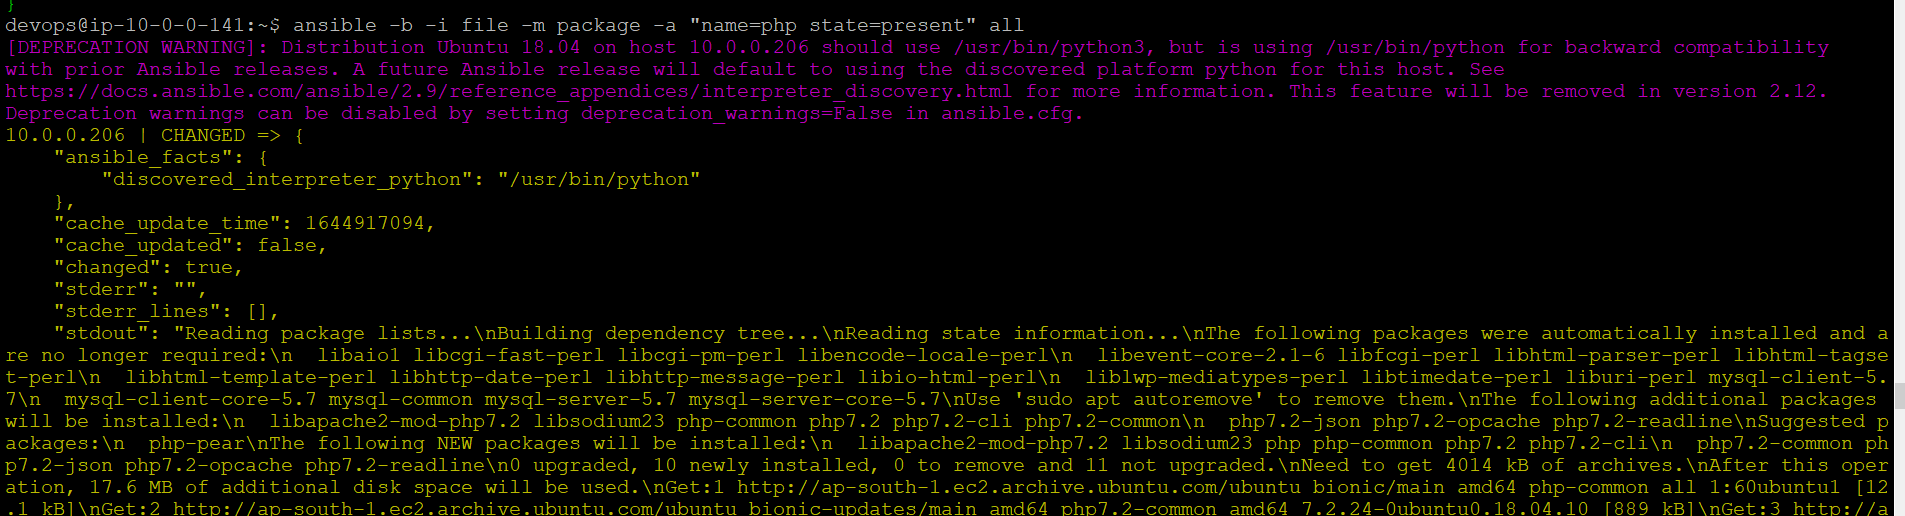 }
devops@ip-10-0-0-141:~$ ansible -b -i file -m package -a "name=php state=present" all
[DEPRECATION WARNING]: Distribution Ubuntu 18.04 on host 10.0.0.206 should use /usr/bin/python3, but is using /usr/bin/python for backward compatibility
with prior Ansible releases. A future Ansible release will default to using the discovered platform python for this host. See
https://docs.ansible.com/ansible/2.9/reference_appendices/interpreter_discovery.html for more information. This feature will be removed in version 2.12.
Deprecation warnings can be disabled by setting deprecation_warnings=False in ansible.cfg.
10.0.0.206 | CHANGED => {
    "ansible_facts": {
        "discovered_interpreter_python": "/usr/bin/python"
    },
    "cache_update_time": 1644917094,
    "cache_updated": false,
    "changed": true,
    "stderr": "",
    "stderr_lines": [],
    "stdout": "Reading package lists...\nBuilding dependency tree...\nReading state information...\nThe following packages were automatically installed and a
re no longer required:\n  libaio1 libcgi-fast-perl libcgi-pm-perl libencode-locale-perl\n  libevent-core-2.1-6 libfcgi-perl libhtml-parser-perl libhtml-tagse
t-perl\n  libhtml-template-perl libhttp-date-perl libhttp-message-perl libio-html-perl\n  liblwp-mediatypes-perl libtimedate-perl liburi-perl mysql-client-5.
7\n  mysql-client-core-5.7 mysql-common mysql-server-5.7 mysql-server-core-5.7\nUse 'sudo apt autoremove' to remove them.\nThe following additional packages
will be installed:\n  libapache2-mod-php7.2 libsodium23 php-common php7.2 php7.2-cli php7.2-common\n  php7.2-json php7.2-opcache php7.2-readline\nSuggested p
ackages:\n  php-pear\nThe following NEW packages will be installed:\n  libapache2-mod-php7.2 libsodium23 php php-common php7.2 php7.2-cli\n  php7.2-common ph
p7.2-json php7.2-opcache php7.2-readline\n0 upgraded, 10 newly installed, 0 to remove and 11 not upgraded.\nNeed to get 4014 kB of archives.\nAfter this oper
ation, 17.6 MB of additional disk space will be used.\nGet:1 http://ap-south-1.ec2.archive.ubuntu.com/ubuntu bionic/main amd64 php-common all 1:60ubuntu1 [12
.1 kB]\nGet:2 http://ap-south-1.ec2.archive.ubuntu.com/ubuntu bionic-updates/main amd64 php7.2-common amd64 7.2.24-0ubuntu0.18.04.10 [889 kB]\nGet:3 http://a